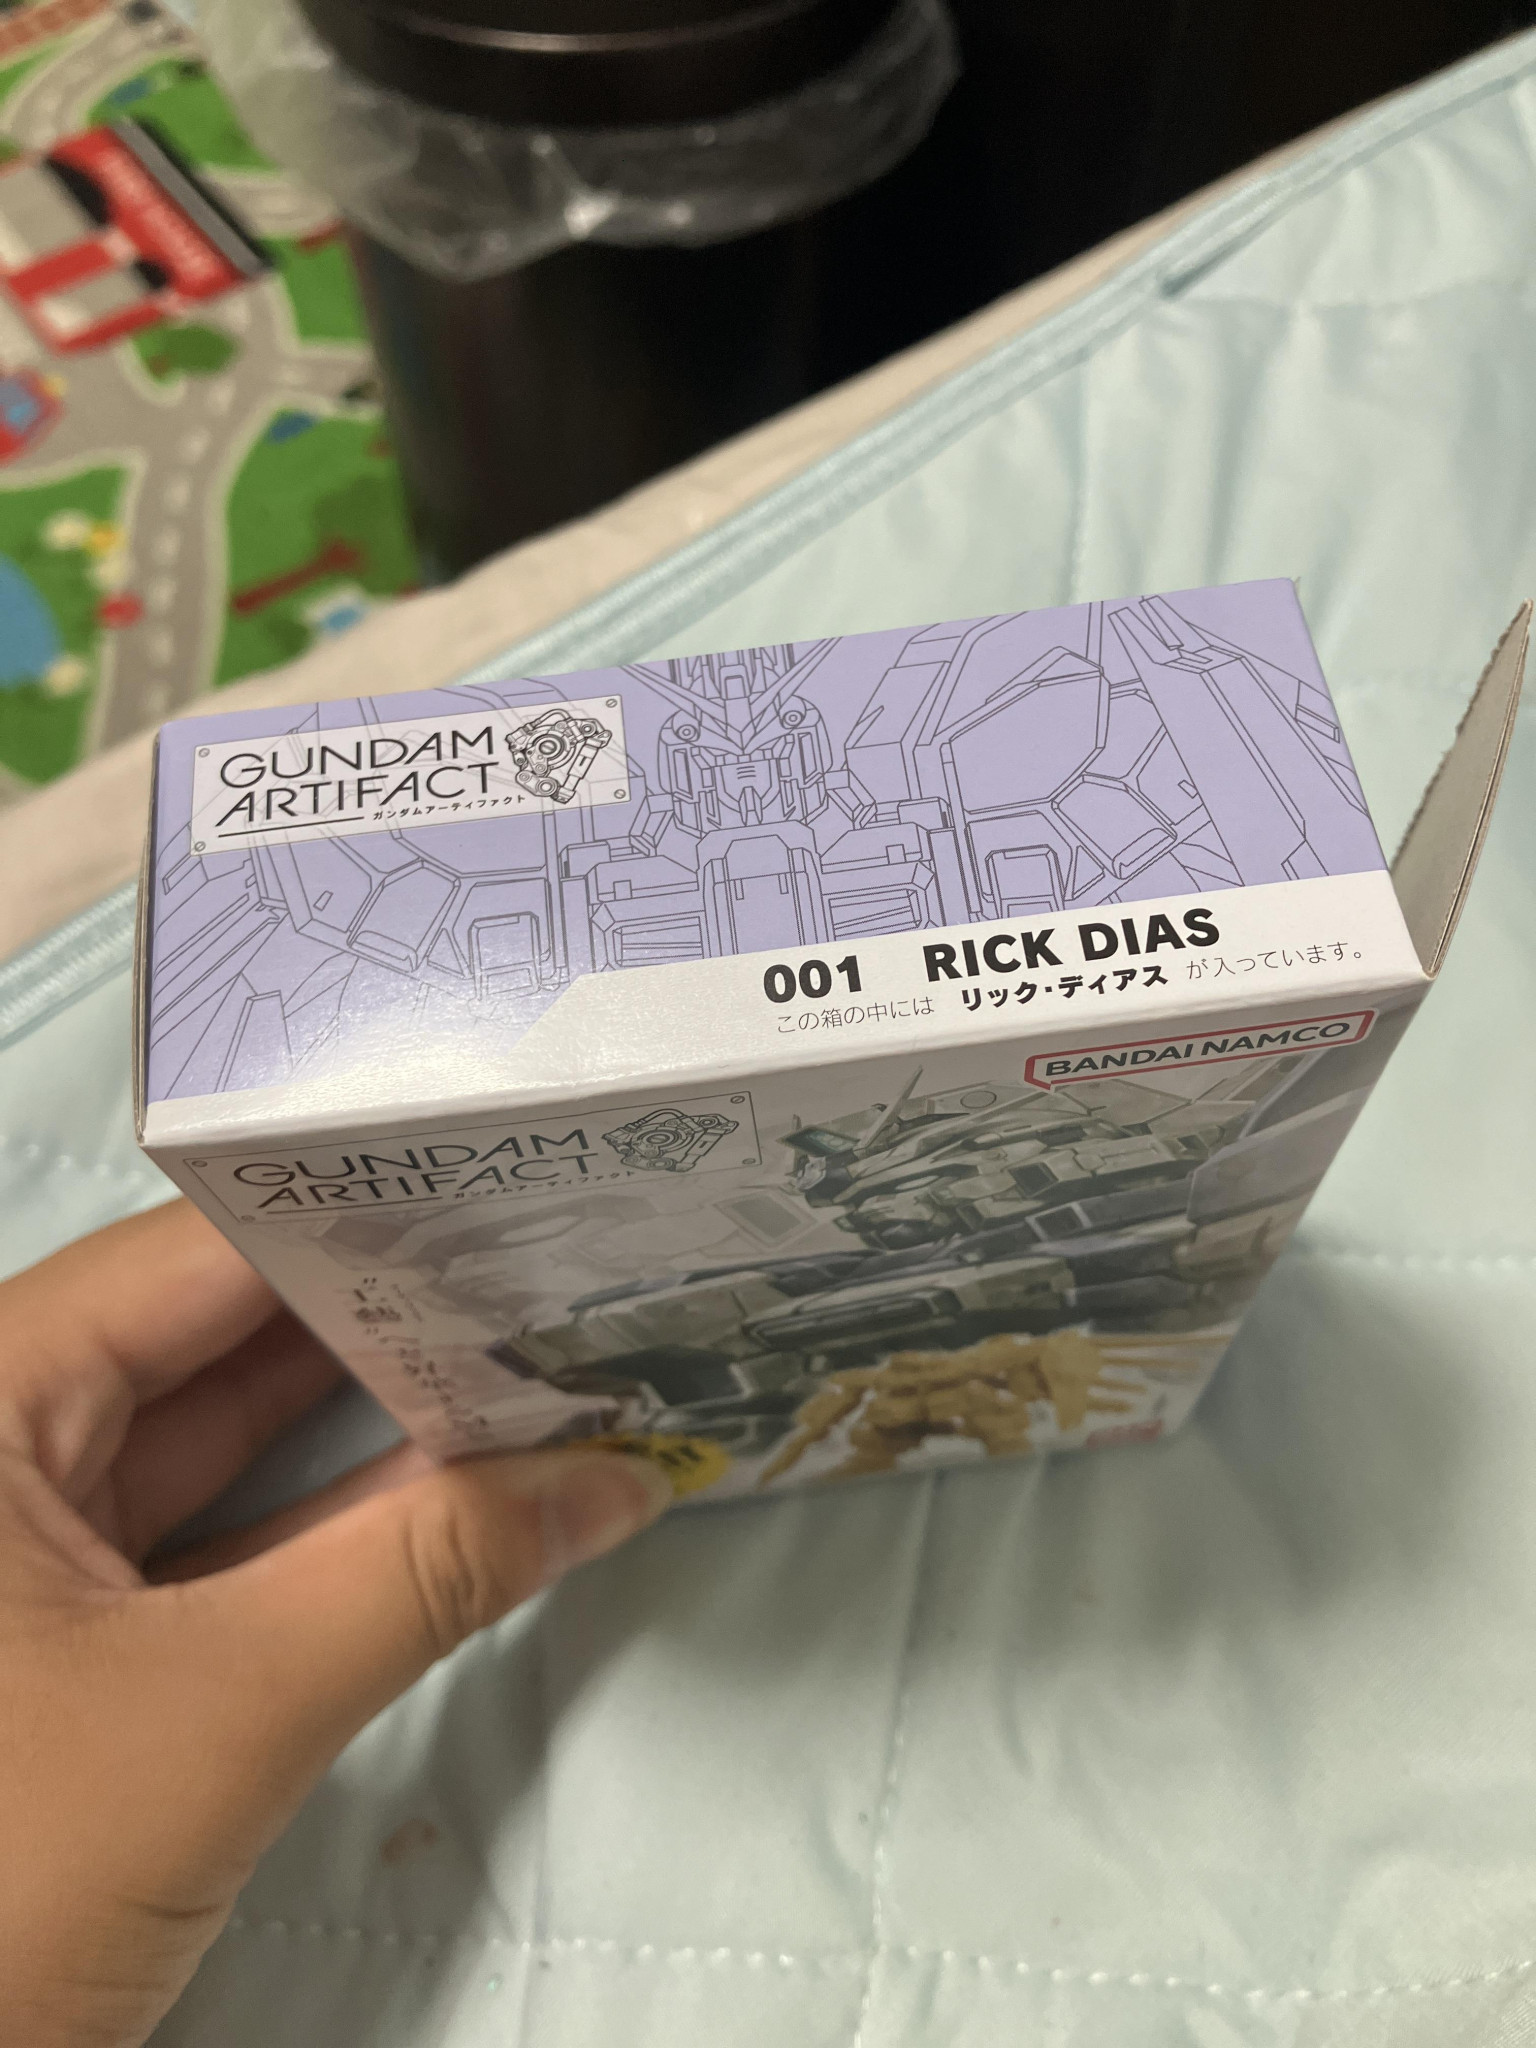 GUNDAM
ARTIFACT
ガンダムアーティファクト
001 RICK DIAS
この箱の中には リック・ディアス が入っています。
BANDAI NAMCO
GUNDAM
ARTIFACT
ガンダムアーティファクト